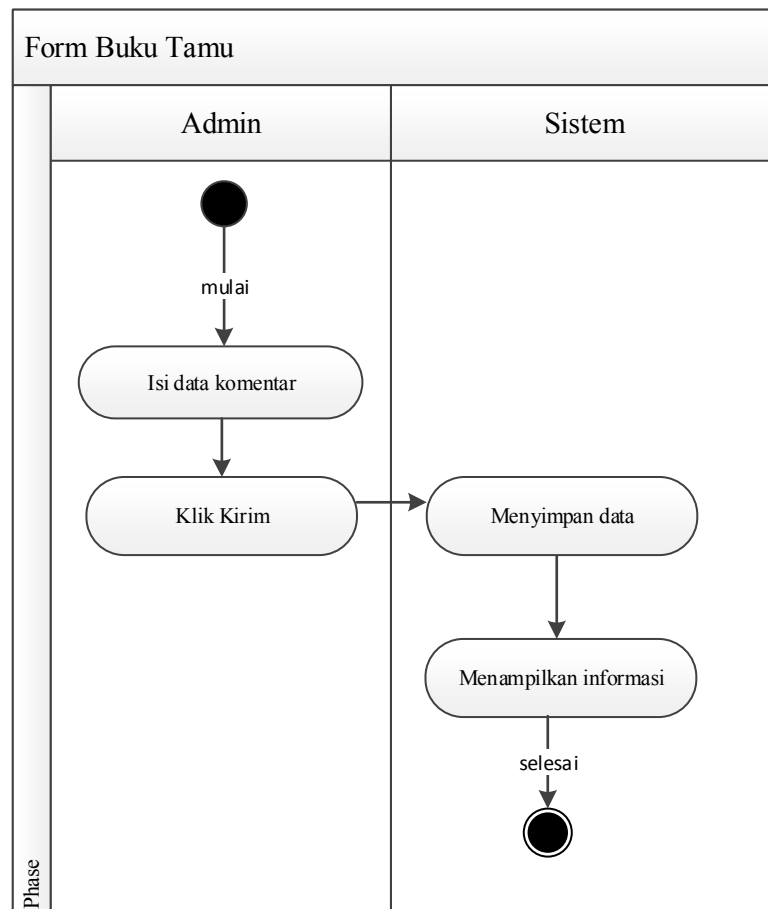 Form Buku Tamu
Admin
Sistem
mulai
Isi data komentar
Klik Kirim
Menyimpan data
Menampilkan informasi
selesai
Phase